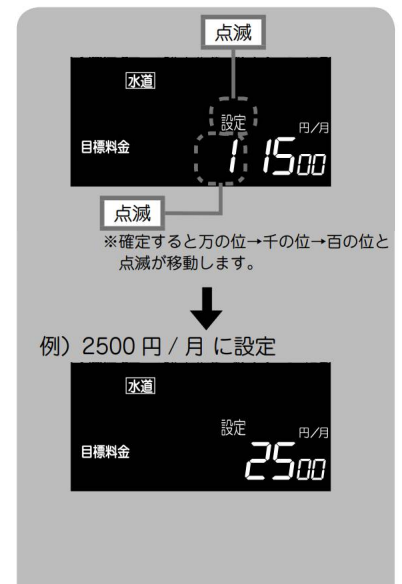 点滅
水道
設定
円/月
目標料金
11500
点滅
※確定すると万の位→千の位→百の位と
点滅が移動します。
例）2500 円 / 月 に設定
水道
設定
円/月
目標料金
2500